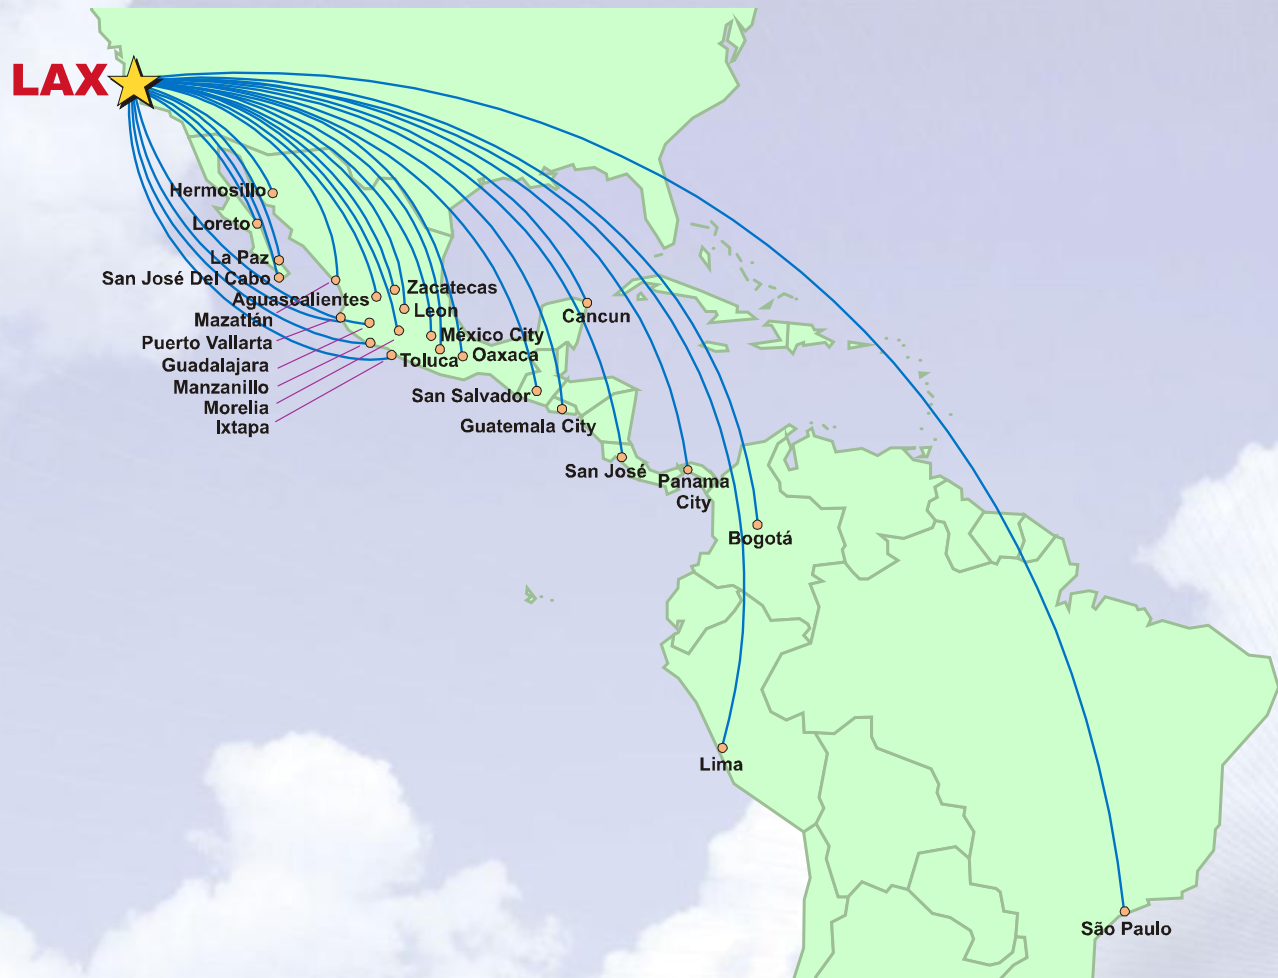 LAX
Hermosillo
Loreto
La Paz
San José Del Cabo
Aguascalientes
Zacatecas
Mazatlán
Leon
Cancun
Puerto Vallarta
México City
Guadalajara
Toluca
Oaxaca
Manzanillo
San Salvador
Morelia
Ixtapa
Guatemala City
San José
Panama
City
Bogotá
Lima
São Paulo